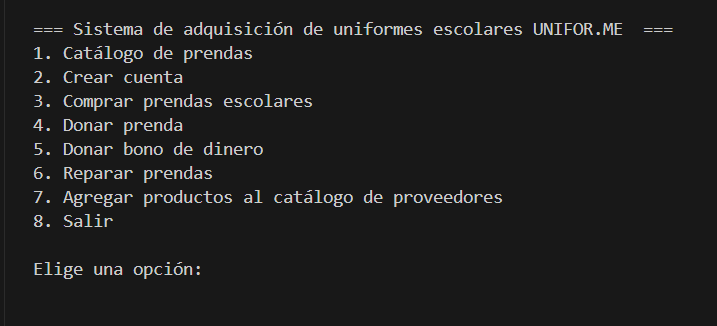 === Sistema de adquisición de uniformes escolares UNIFOR.ME  ===
1. Catálogo de prendas
2. Crear cuenta
3. Comprar prendas escolares
4. Donar prenda
5. Donar bono de dinero
6. Reparar prendas
7. Agregar productos al catálogo de proveedores
8. Salir
Elige una opción: